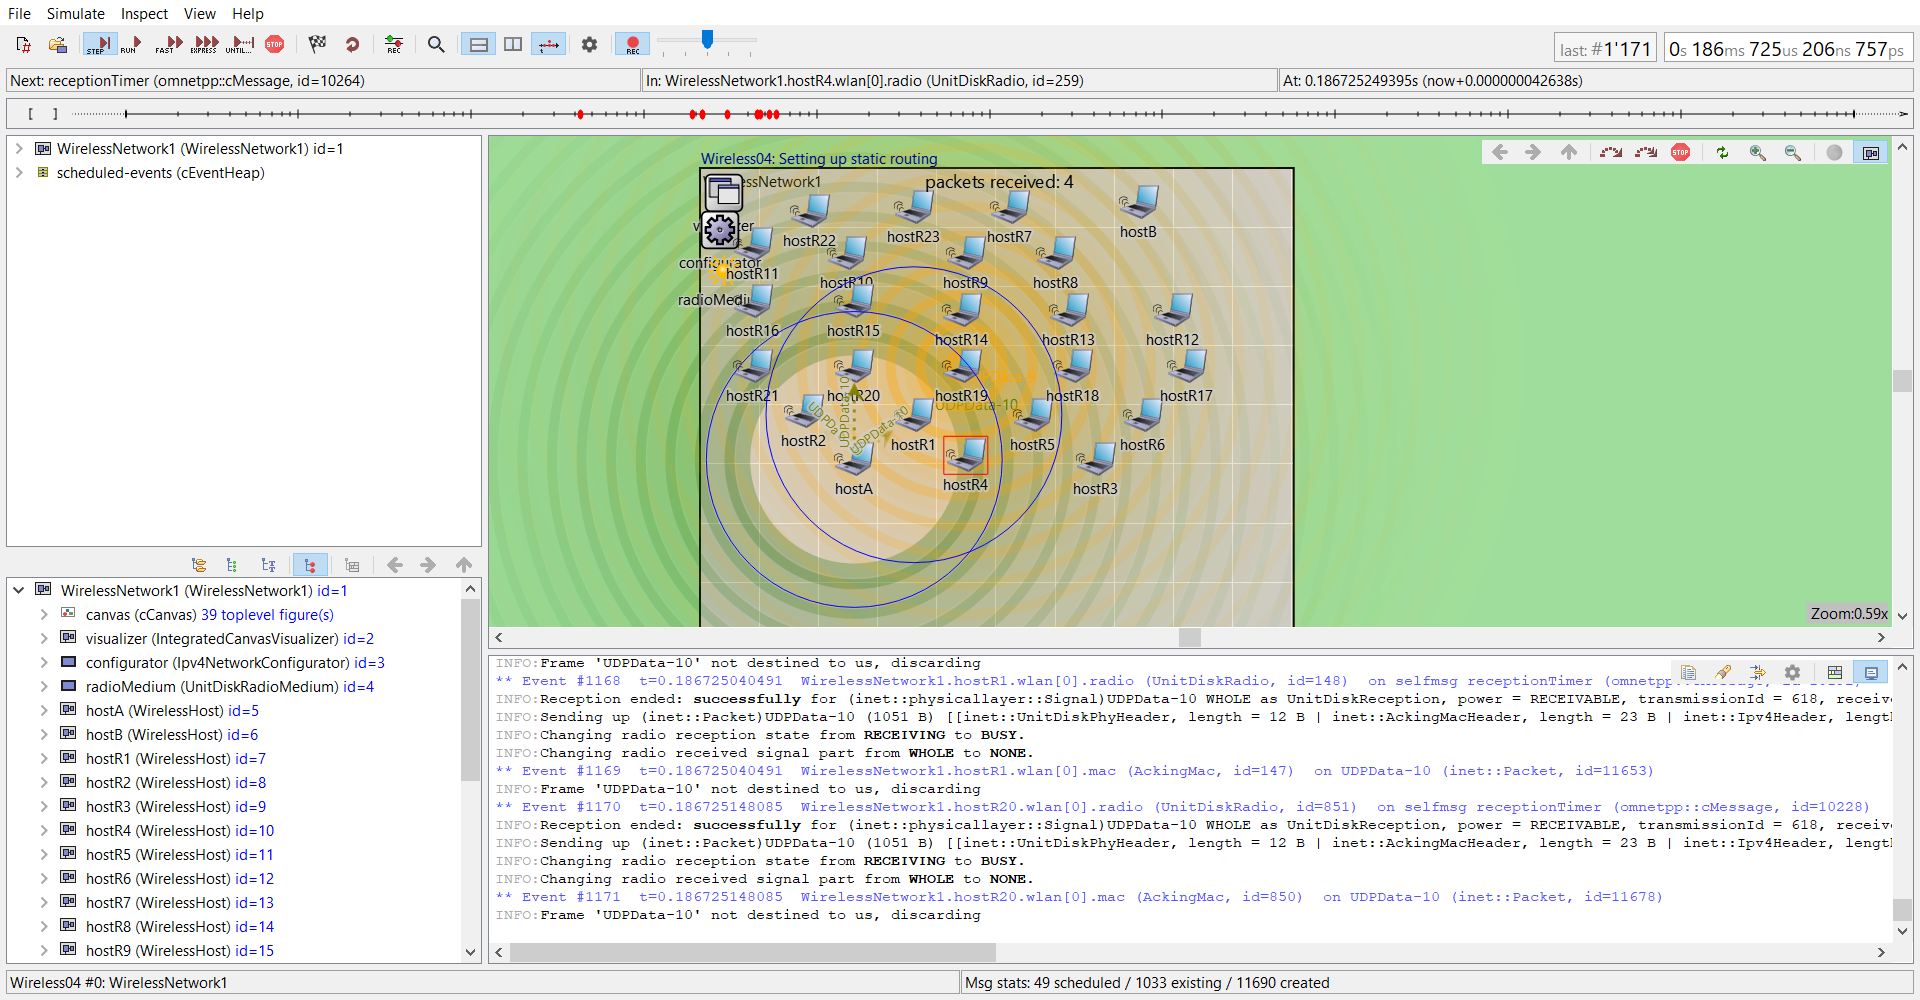 File Simulate Inspect View Help
STEP RUN FAST EXPRESS UNTIL... STOP REC REC
last: #1'171 0s 186ms 725us 206ns 757ps
Next: receptionTimer (omnetpp::cMessage, id=10264) In: WirelessNetwork1.hostR4.wlan[0].radio (UnitDiskRadio, id=259) At: 0.186725249395s (now+0.000000042638s)
WirelessNetwork1 (WirelessNetwork1) id=1
scheduled-events (cEventHeap)
WirelessNetwork1 (WirelessNetwork1) id=1
canvas (cCanvas) 39 toplevel figure(s)
visualizer (IntegratedCanvasVisualizer) id=2
configurator (Ipv4NetworkConfigurator) id=3
radioMedium (UnitDiskRadioMedium) id=4
hostA (WirelessHost) id=5
hostB (WirelessHost) id=6
hostR1 (WirelessHost) id=7
hostR2 (WirelessHost) id=8
hostR3 (WirelessHost) id=9
hostR4 (WirelessHost) id=10
hostR5 (WirelessHost) id=11
hostR6 (WirelessHost) id=12
hostR7 (WirelessHost) id=13
hostR8 (WirelessHost) id=14
hostR9 (WirelessHost) id=15
Wireless04: Setting up static routing
STOP
packets received: 4
hostR22 hostR23 hostR7 hostB
configurator
hostR11 hostR10 hostR9 hostR8
hostR16 hostR15 hostR14 hostR13 hostR12
hostR21 hostR20 hostR19 hostR18 hostR17
UDPData-10
UDPData-10
UDPData-10
hostR2 hostR1 hostR5 hostR6
hostA hostR4 hostR3
Zoom:0.59x
INFO:Frame 'UDPData-10' not destined to us, discarding
** Event #1168 t=0.186725040491 WirelessNetwork1.hostR1.wlan[0].radio (UnitDiskRadio, id=148) on selfmsg receptionTimer
INFO:Reception ended: successfully for (inet::physicallayer::Signal)UDPData-10 WHOLE as UnitDiskReception, power = RECEIVABLE, transmissionId = 618, receiv
INFO:Sending up (inet::Packet)UDPData-10 (1051 B) [[inet::UnitDiskPhyHeader, length = 12 B | inet::AckingMacHeader, length = 23 B | inet::Ipv4Header, lengt
INFO:Changing radio reception state from RECEIVING to BUSY.
INFO:Changing radio received signal part from WHOLE to NONE.
** Event #1169 t=0.186725040491 WirelessNetwork1.hostR1.wlan[0].mac (AckingMac, id=147) on UDPData-10 (inet::Packet, id=11653)
INFO:Frame 'UDPData-10' not destined to us, discarding
** Event #1170 t=0.186725148085 WirelessNetwork1.hostR20.wlan[0].radio (UnitDiskRadio, id=851) on selfmsg receptionTimer (omnetpp::cMessage, id=10228)
INFO:Reception ended: successfully for (inet::physicallayer::Signal)UDPData-10 WHOLE as UnitDiskReception, power = RECEIVABLE, transmissionId = 618, receiv
INFO:Sending up (inet::Packet)UDPData-10 (1051 B) [[inet::UnitDiskPhyHeader, length = 12 B | inet::AckingMacHeader, length = 23 B | inet::Ipv4Header, lengt
INFO:Changing radio reception state from RECEIVING to BUSY.
INFO:Changing radio received signal part from WHOLE to NONE.
** Event #1171 t=0.186725148085 WirelessNetwork1.hostR20.wlan[0].mac (AckingMac, id=850) on UDPData-10 (inet::Packet, id=11678)
INFO:Frame 'UDPData-10' not destined to us, discarding
Wireless04 #0: WirelessNetwork1 Msg stats: 49 scheduled / 1033 existing / 11690 created